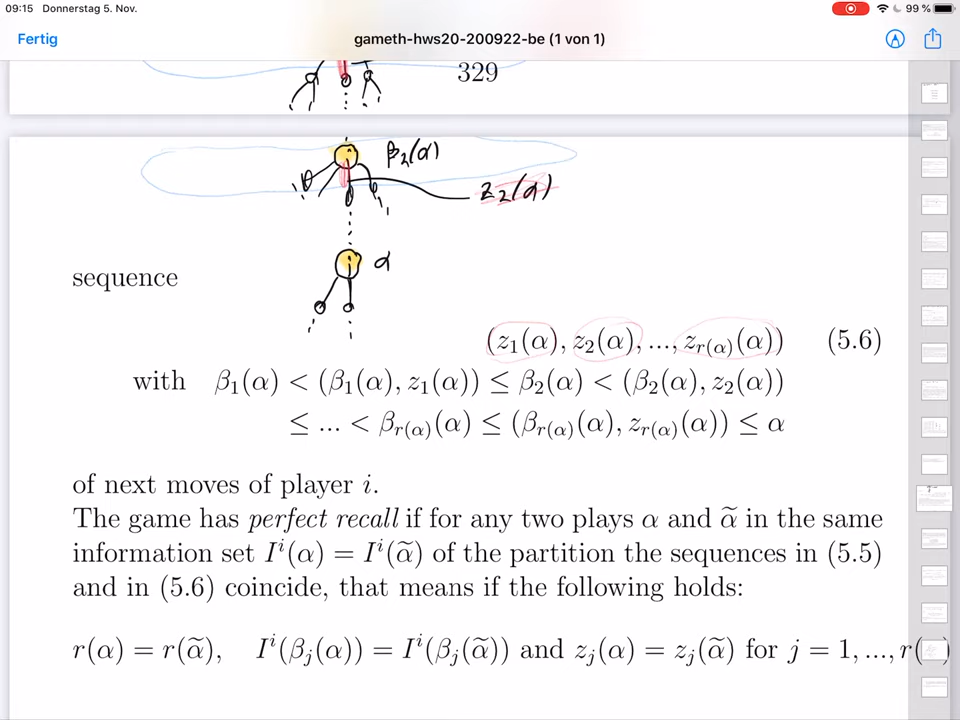 09:15 Donnerstag 5. Nov.
99 %
Fertig
gameth-hws20-200922-be (1 von 1)
329
β₂(α)
z₂(α)
α
sequence
(z₁(α), z₂(α), ..., z_{r(α)}(α)) (5.6)
with β₁(α) < (β₁(α), z₁(α)) ≤ β₂(α) < (β₂(α), z₂(α))
≤ ... < β_{r(α)}(α) ≤ (β_{r(α)}(α), z_{r(α)}(α)) ≤ α
of next moves of player i.
The game has perfect recall if for any two plays α and α̃ in the same
information set Iⁱ(α) = Iⁱ(α̃) of the partition the sequences in (5.5)
and in (5.6) coincide, that means if the following holds:
r(α) = r(α̃), Iⁱ(βⱼ(α)) = Iⁱ(βⱼ(α̃)) and zⱼ(α) = zⱼ(α̃) for j = 1, ..., r(